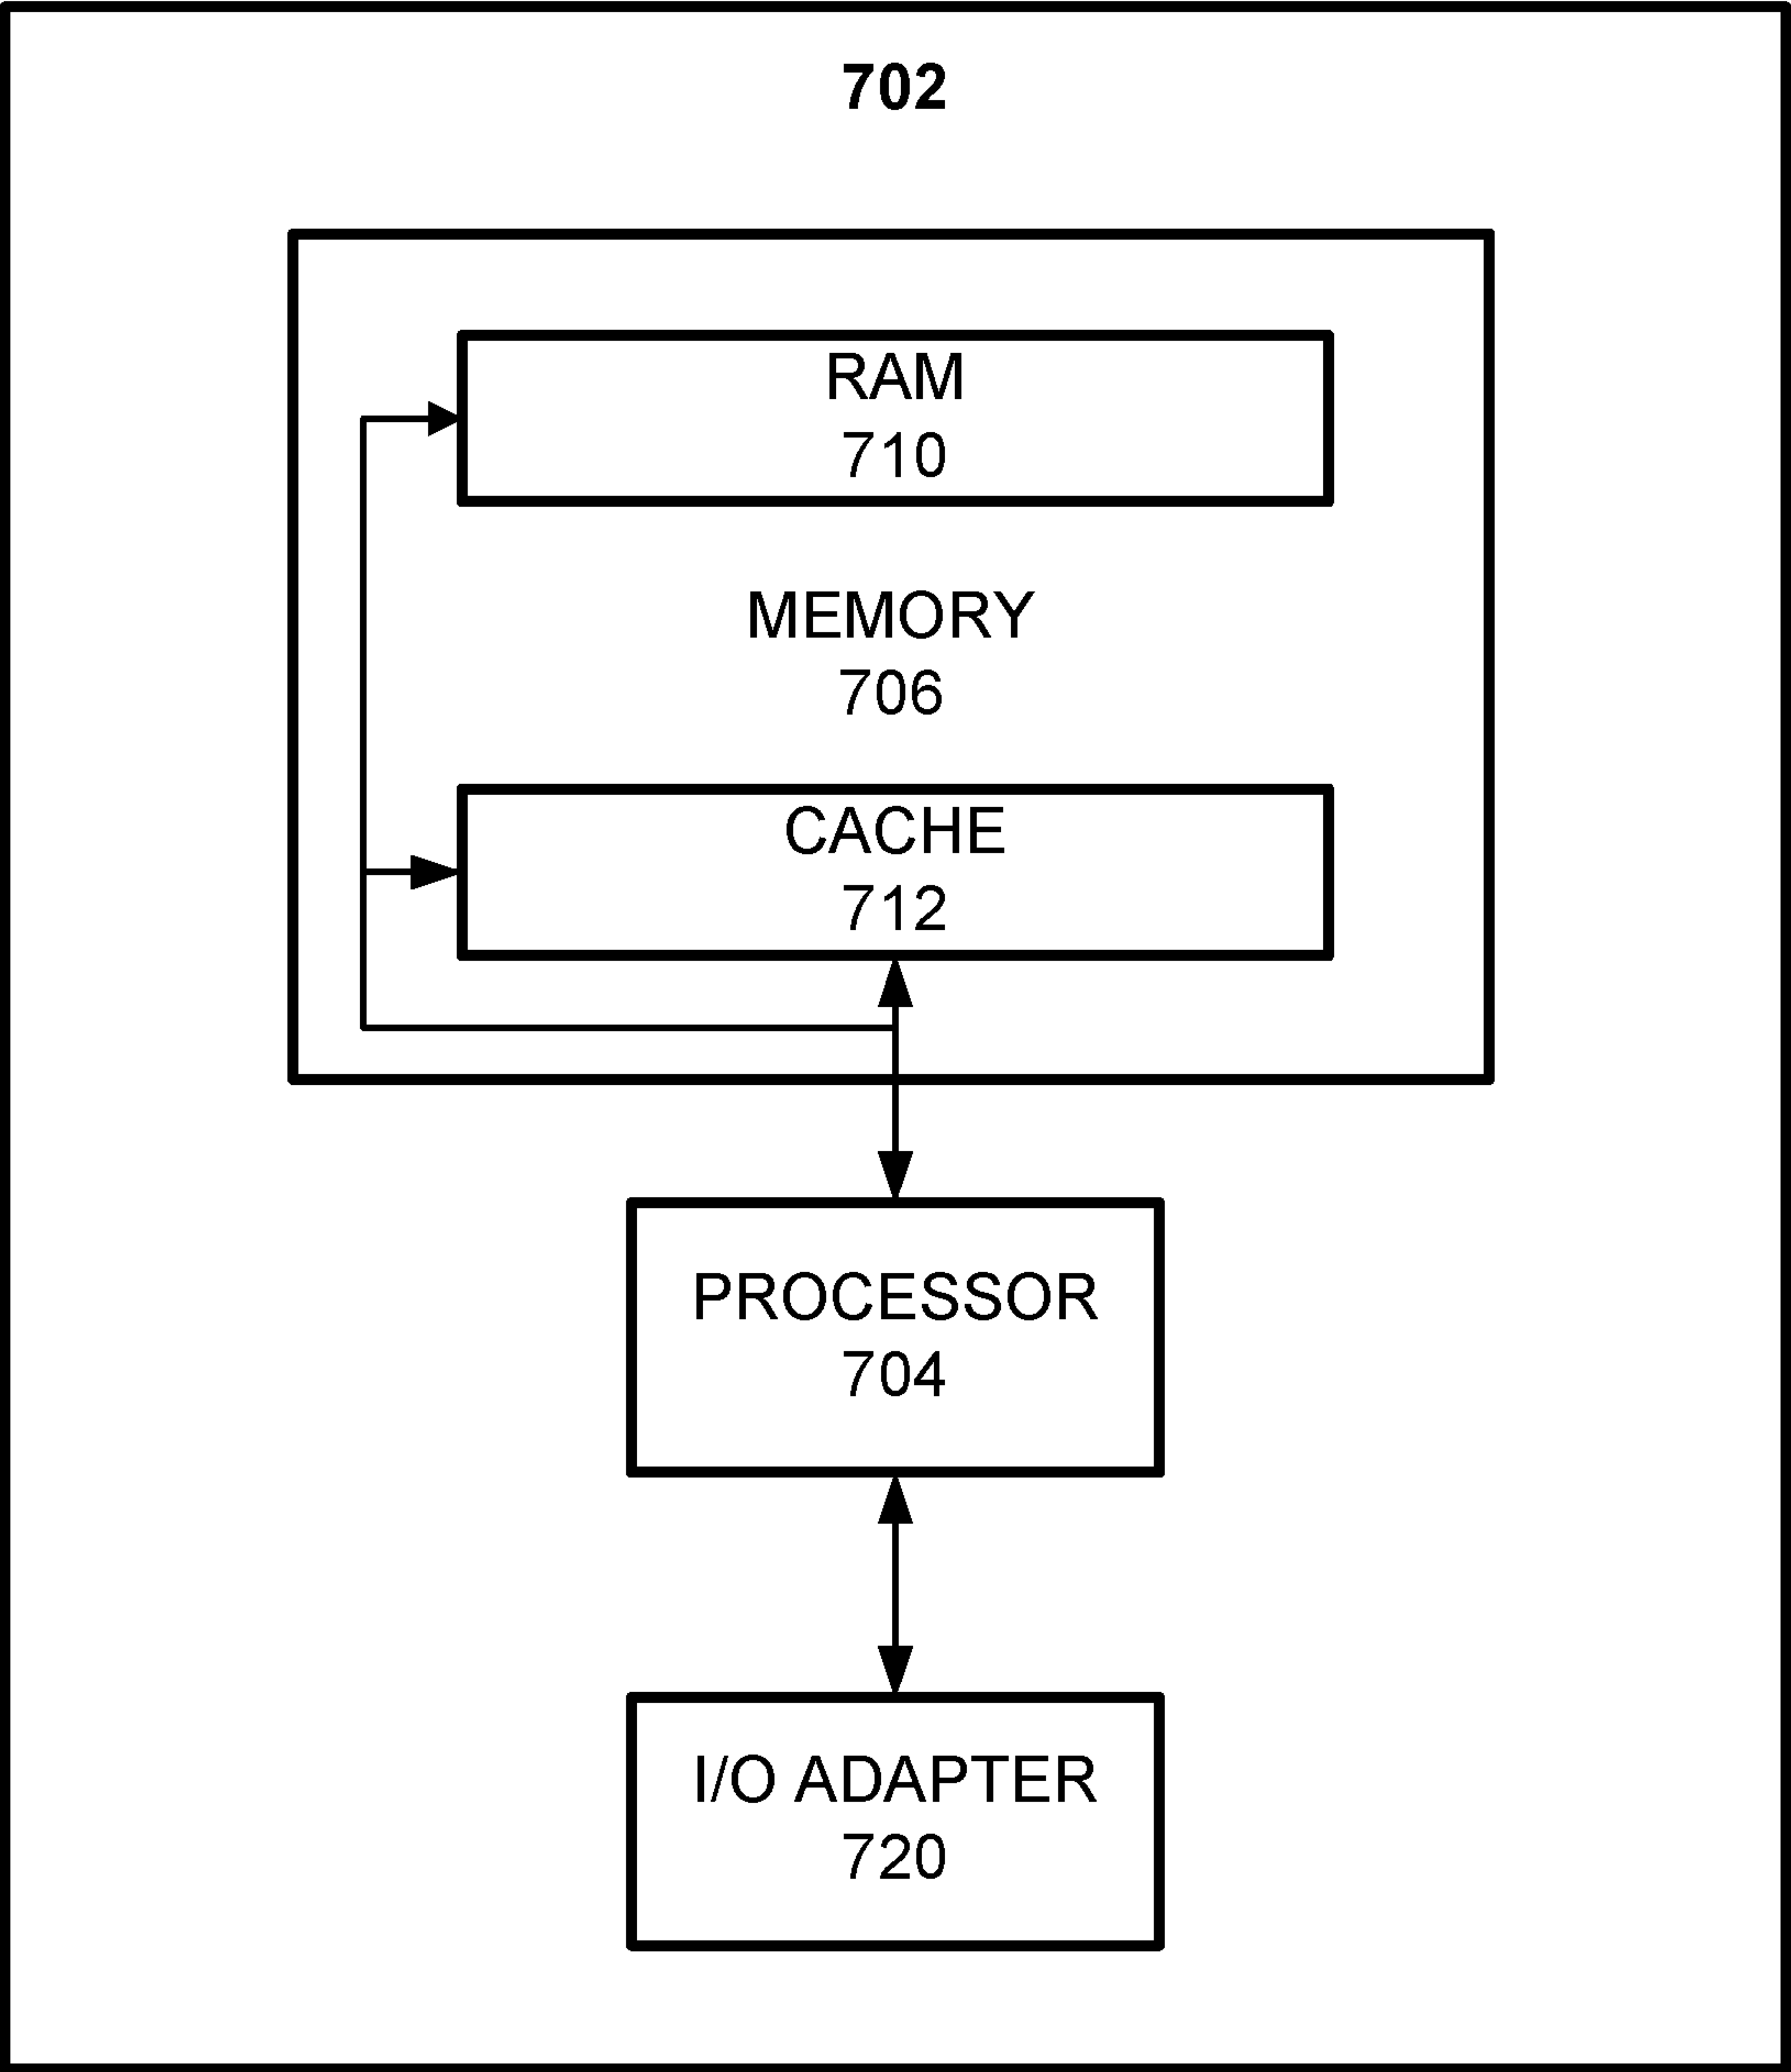 702
RAM
710
MEMORY
706
CACHE
712
PROCESSOR
704
I/O ADAPTER
720